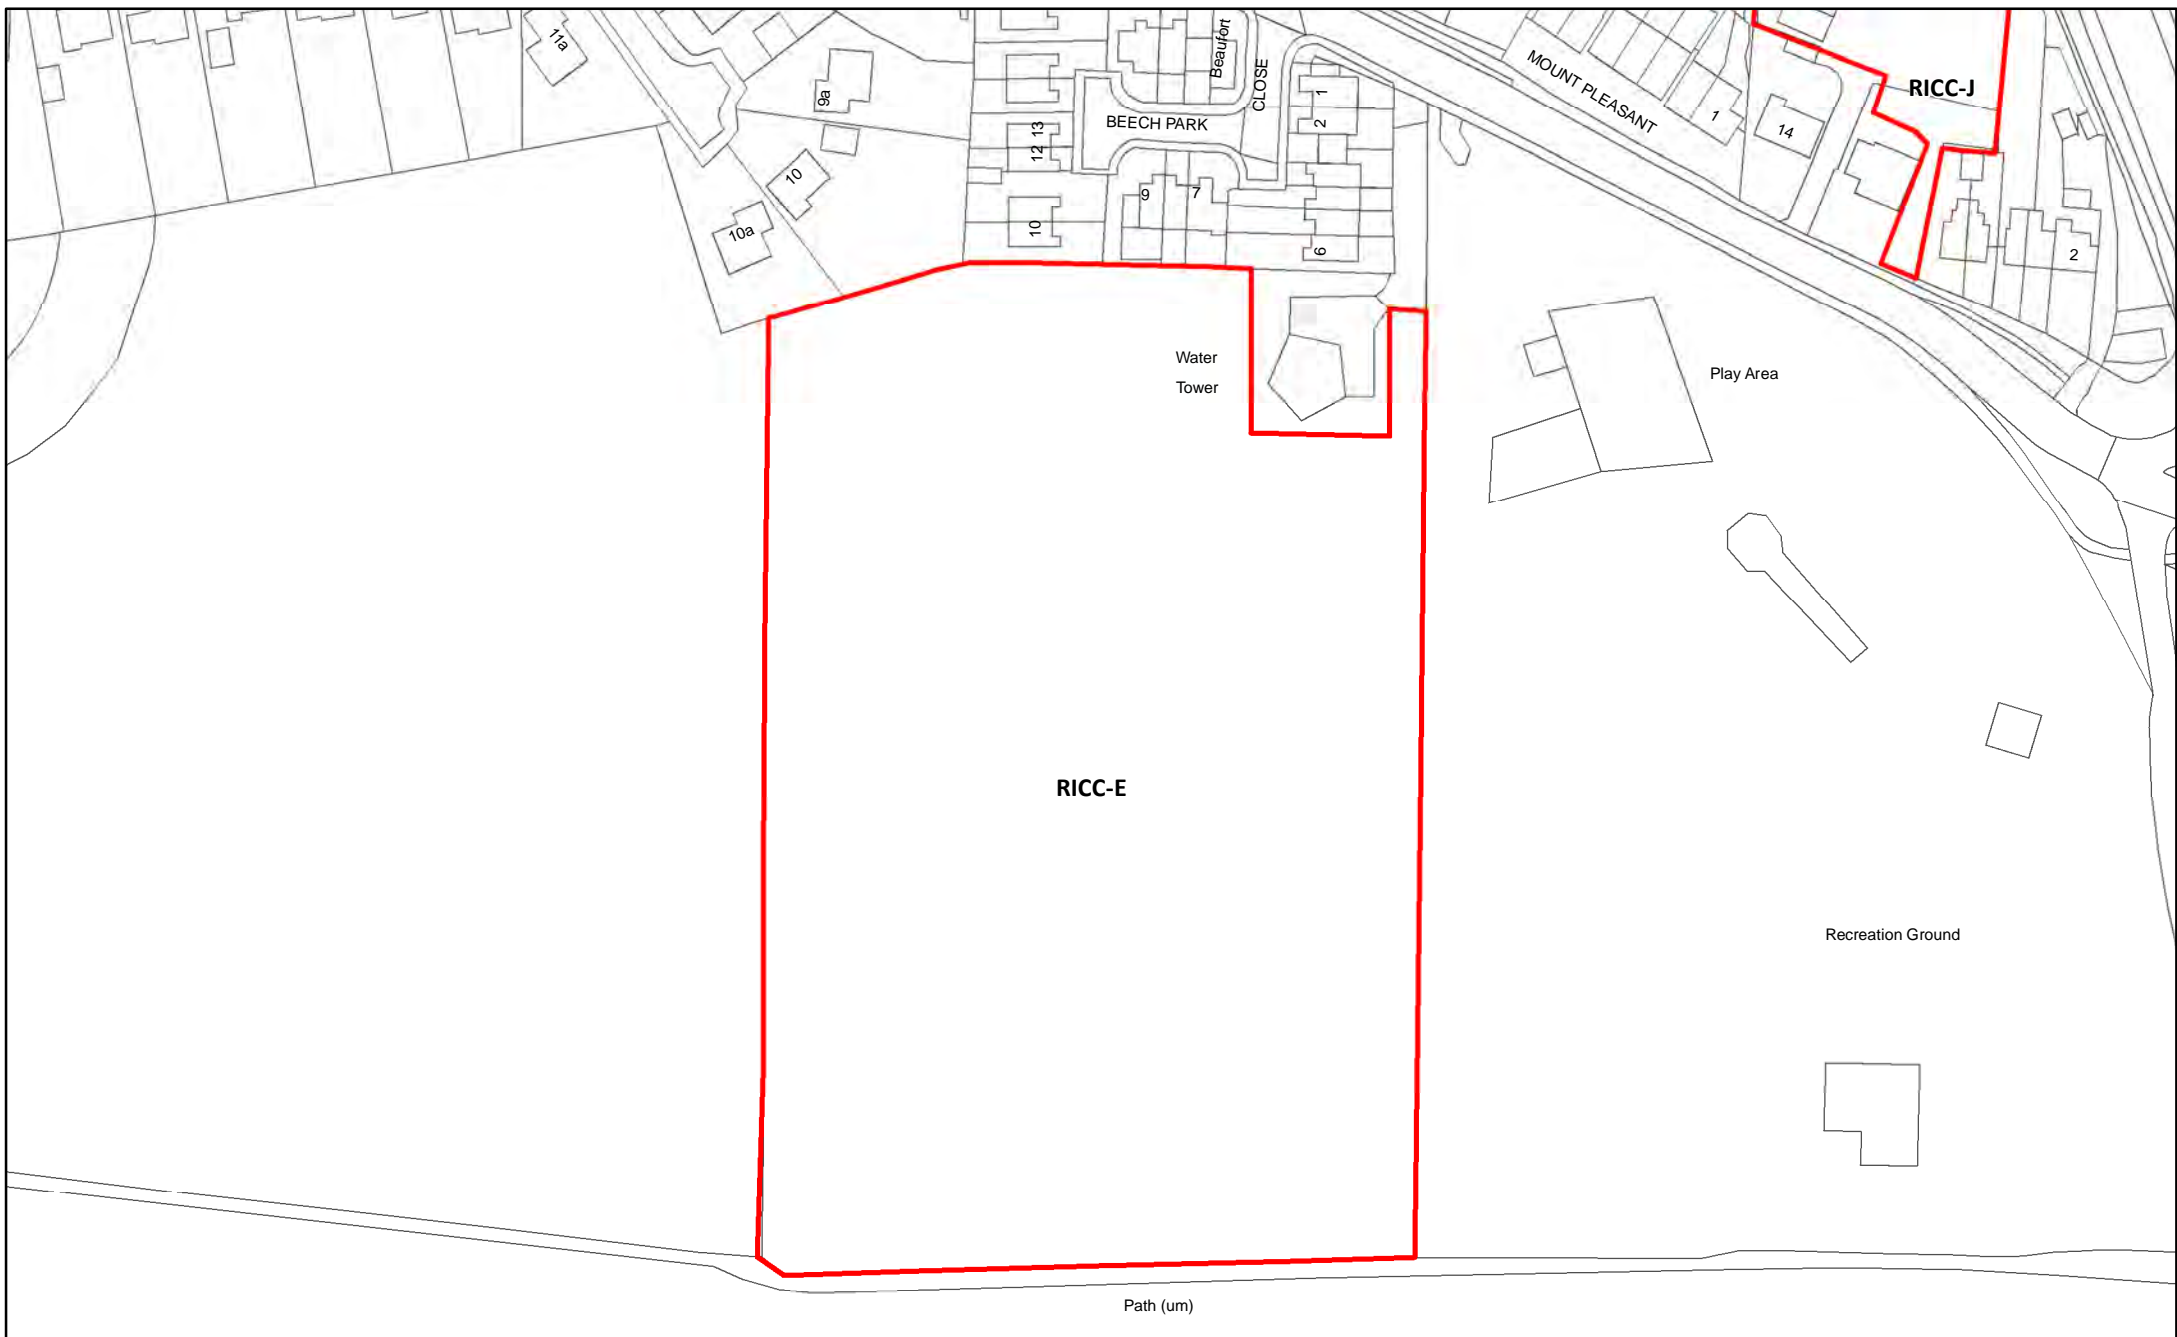 11a
9a
Beaufort
CLOSE
1
MOUNT PLEASANT
RICC-J
BEECH PARK
13
12
2
1
14
10
9
7
10a
10
6
2
Water
Tower
Play Area
RICC-E
Recreation Ground
Path (um)